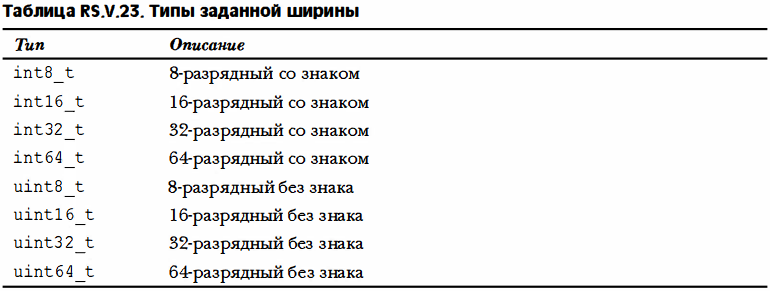 Таблица RS.V.23. Типы заданной ширины
Тип Описание
int8_t 8-разрядный со знаком
int16_t 16-разрядный со знаком
int32_t 32-разрядный со знаком
int64_t 64-разрядный со знаком
uint8_t 8-разрядный без знака
uint16_t 16-разрядный без знака
uint32_t 32-разрядный без знака
uint64_t 64-разрядный без знака